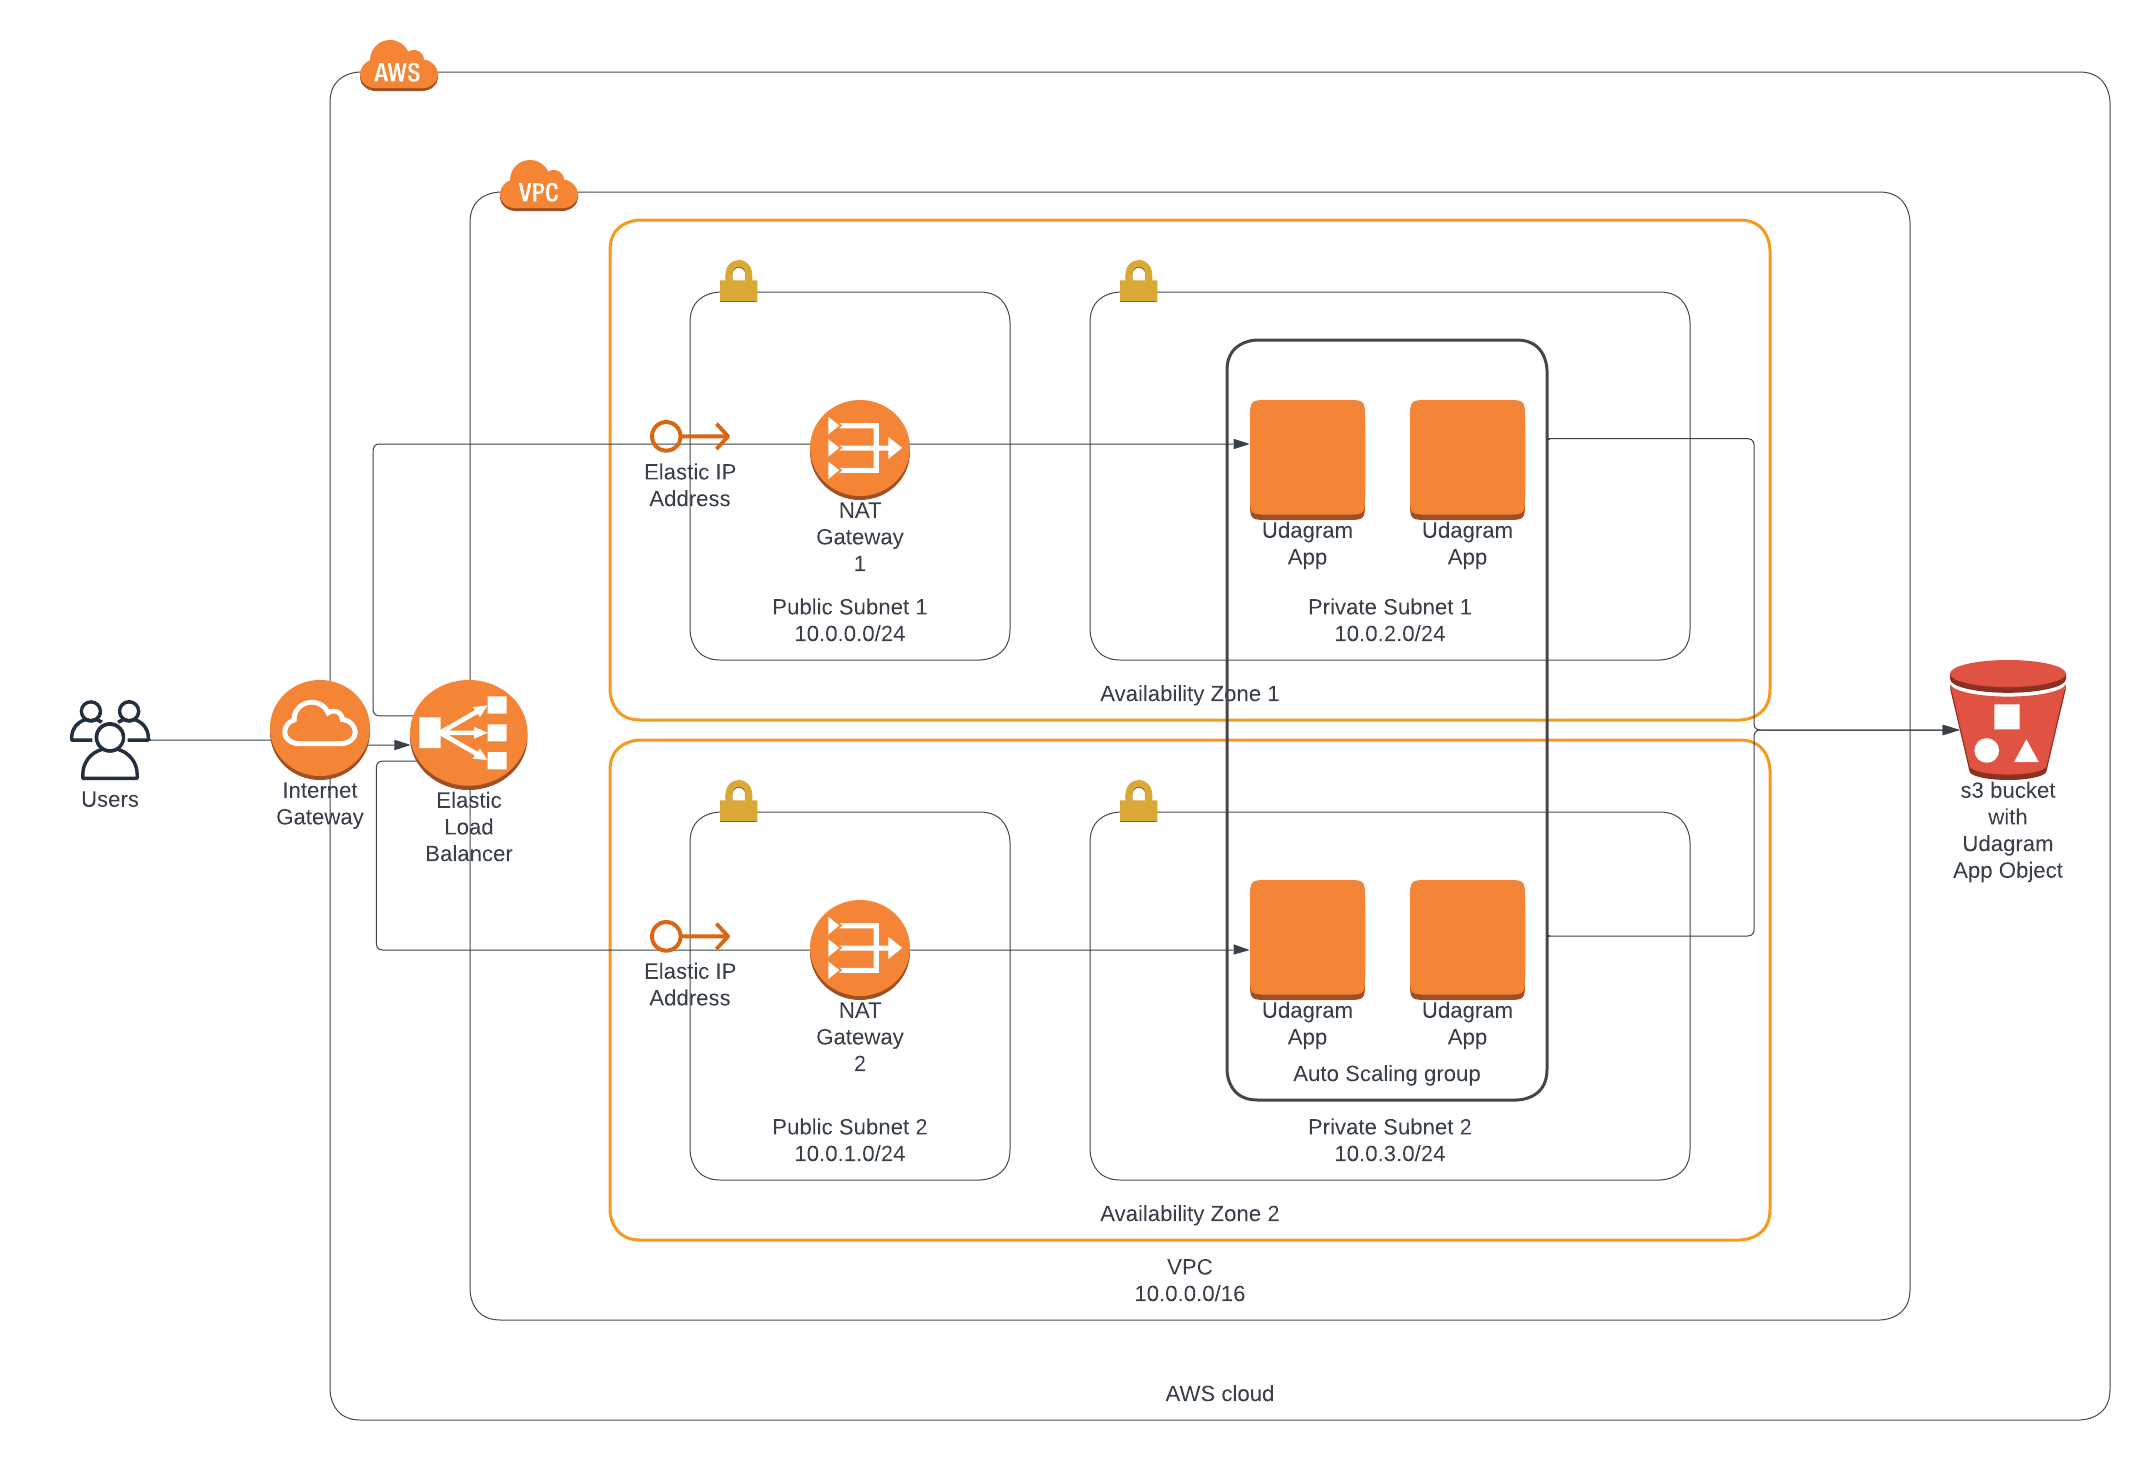 AWS
VPC
Elastic IP
Address
NAT
Gateway
1
Public Subnet 1
10.0.0.0/24
Udagram
App
Udagram
App
Private Subnet 1
10.0.2.0/24
Availability Zone 1
Users
Internet
Gateway
Elastic
Load
Balancer
s3 bucket
with
Udagram
App Object
Elastic IP
Address
NAT
Gateway
2
Public Subnet 2
10.0.1.0/24
Udagram
App
Udagram
App
Auto Scaling group
Private Subnet 2
10.0.3.0/24
Availability Zone 2
VPC
10.0.0.0/16
AWS cloud